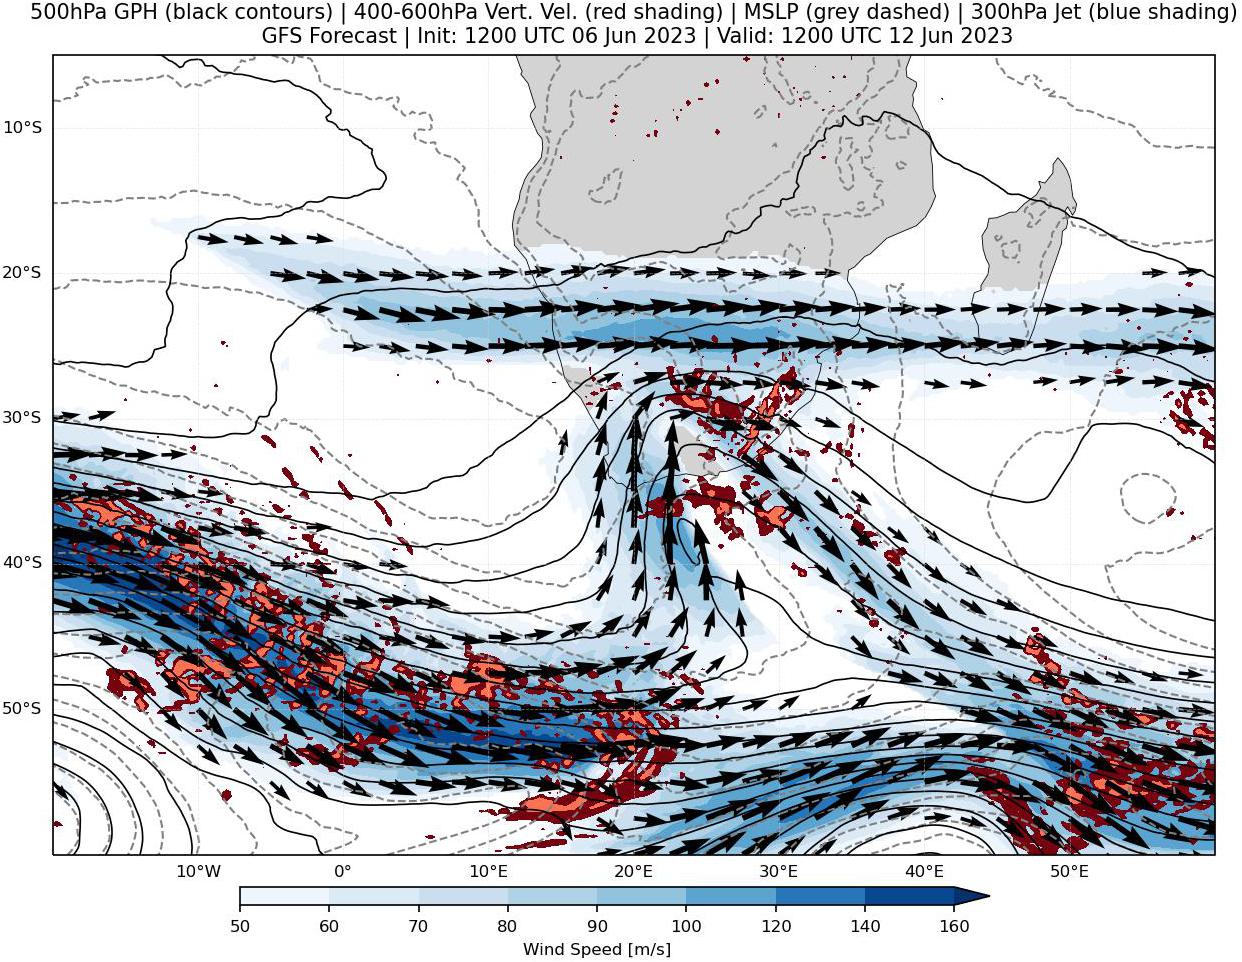 500hPa GPH (black contours) | 400-600hPa Vert. Vel. (red shading) | MSLP (grey dashed) | 300hPa Jet (blue shading)
GFS Forecast | Init: 1200 UTC 06 Jun 2023 | Valid: 1200 UTC 12 Jun 2023
10°S
20°S
30°S
40°S
50°S
10°W 0° 10°E 20°E 30°E 40°E 50°E
50 60 70 80 90 100 120 140 160
Wind Speed [m/s]